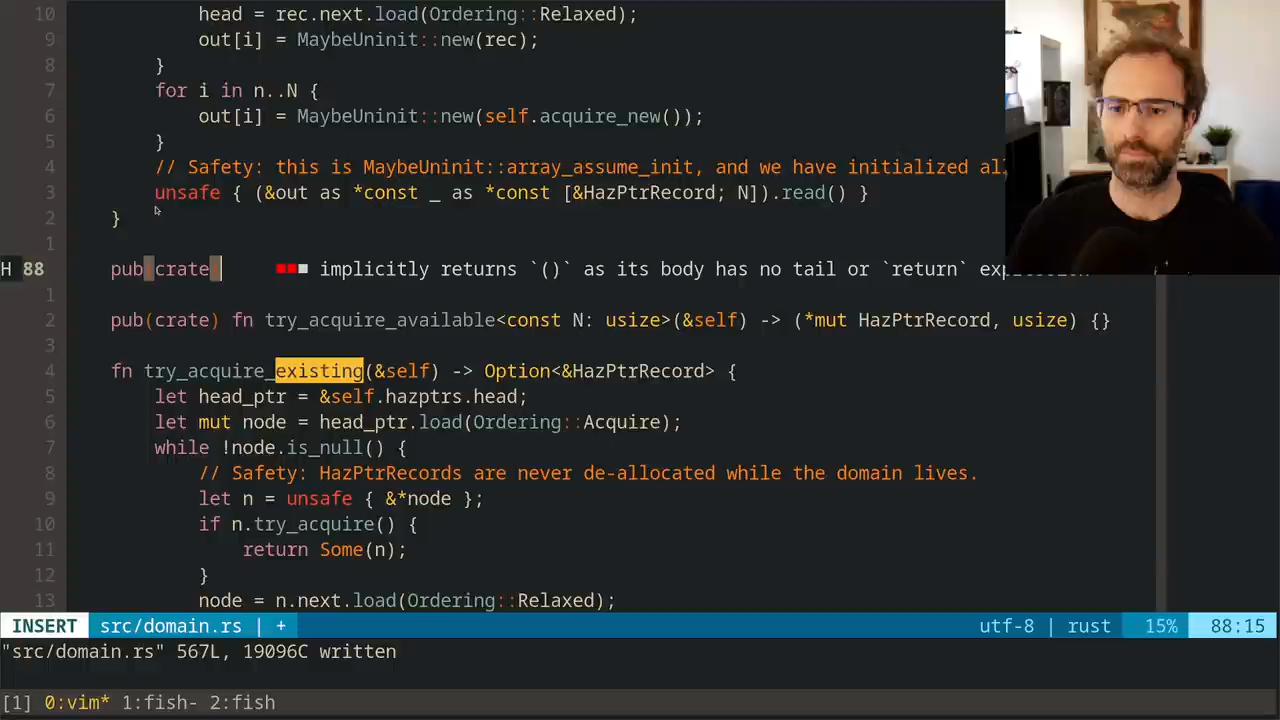 10 head = rec.next.load(Ordering::Relaxed);
9 out[i] = MaybeUninit::new(rec);
8 }
7 for i in n..N {
6 out[i] = MaybeUninit::new(self.acquire_new());
5 }
4 // Safety: this is MaybeUninit::array_assume_init, and we have initialized al
3 unsafe { (&out as *const _ as *const [&HazPtrRecord; N]).read() }
2 }
1
H 88 pub(crate) ■■■ implicitly returns `()` as its body has no tail or `return` expression
1
2 pub(crate) fn try_acquire_available<const N: usize>(&self) -> (*mut HazPtrRecord, usize) {}
3
4 fn try_acquire_existing(&self) -> Option<&HazPtrRecord> {
5 let head_ptr = &self.hazptrs.head;
6 let mut node = head_ptr.load(Ordering::Acquire);
7 while !node.is_null() {
8 // Safety: HazPtrRecords are never de-allocated while the domain lives.
9 let n = unsafe { &*node };
10 if n.try_acquire() {
11 return Some(n);
12 }
13 node = n.next.load(Ordering::Relaxed);
INSERT src/domain.rs | + utf-8 | rust 15% 88:15
"src/domain.rs" 567L, 19096C written
[1] 0:vim* 1:fish- 2:fish